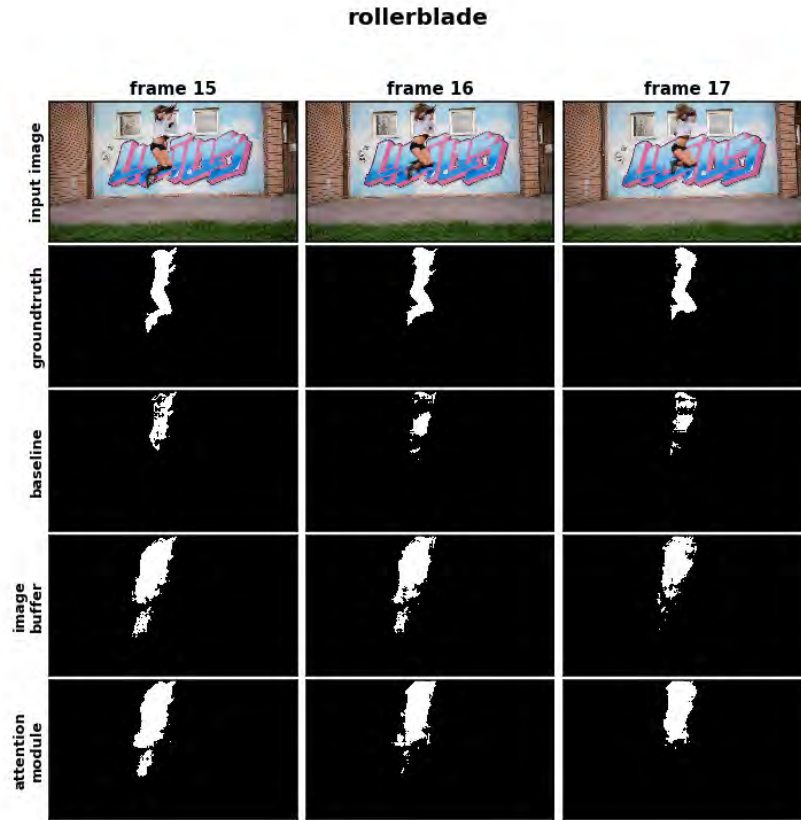 rollerblade
frame 15
frame 16
frame 17
input image
groundtruth
baseline
image
buffer
attention
module